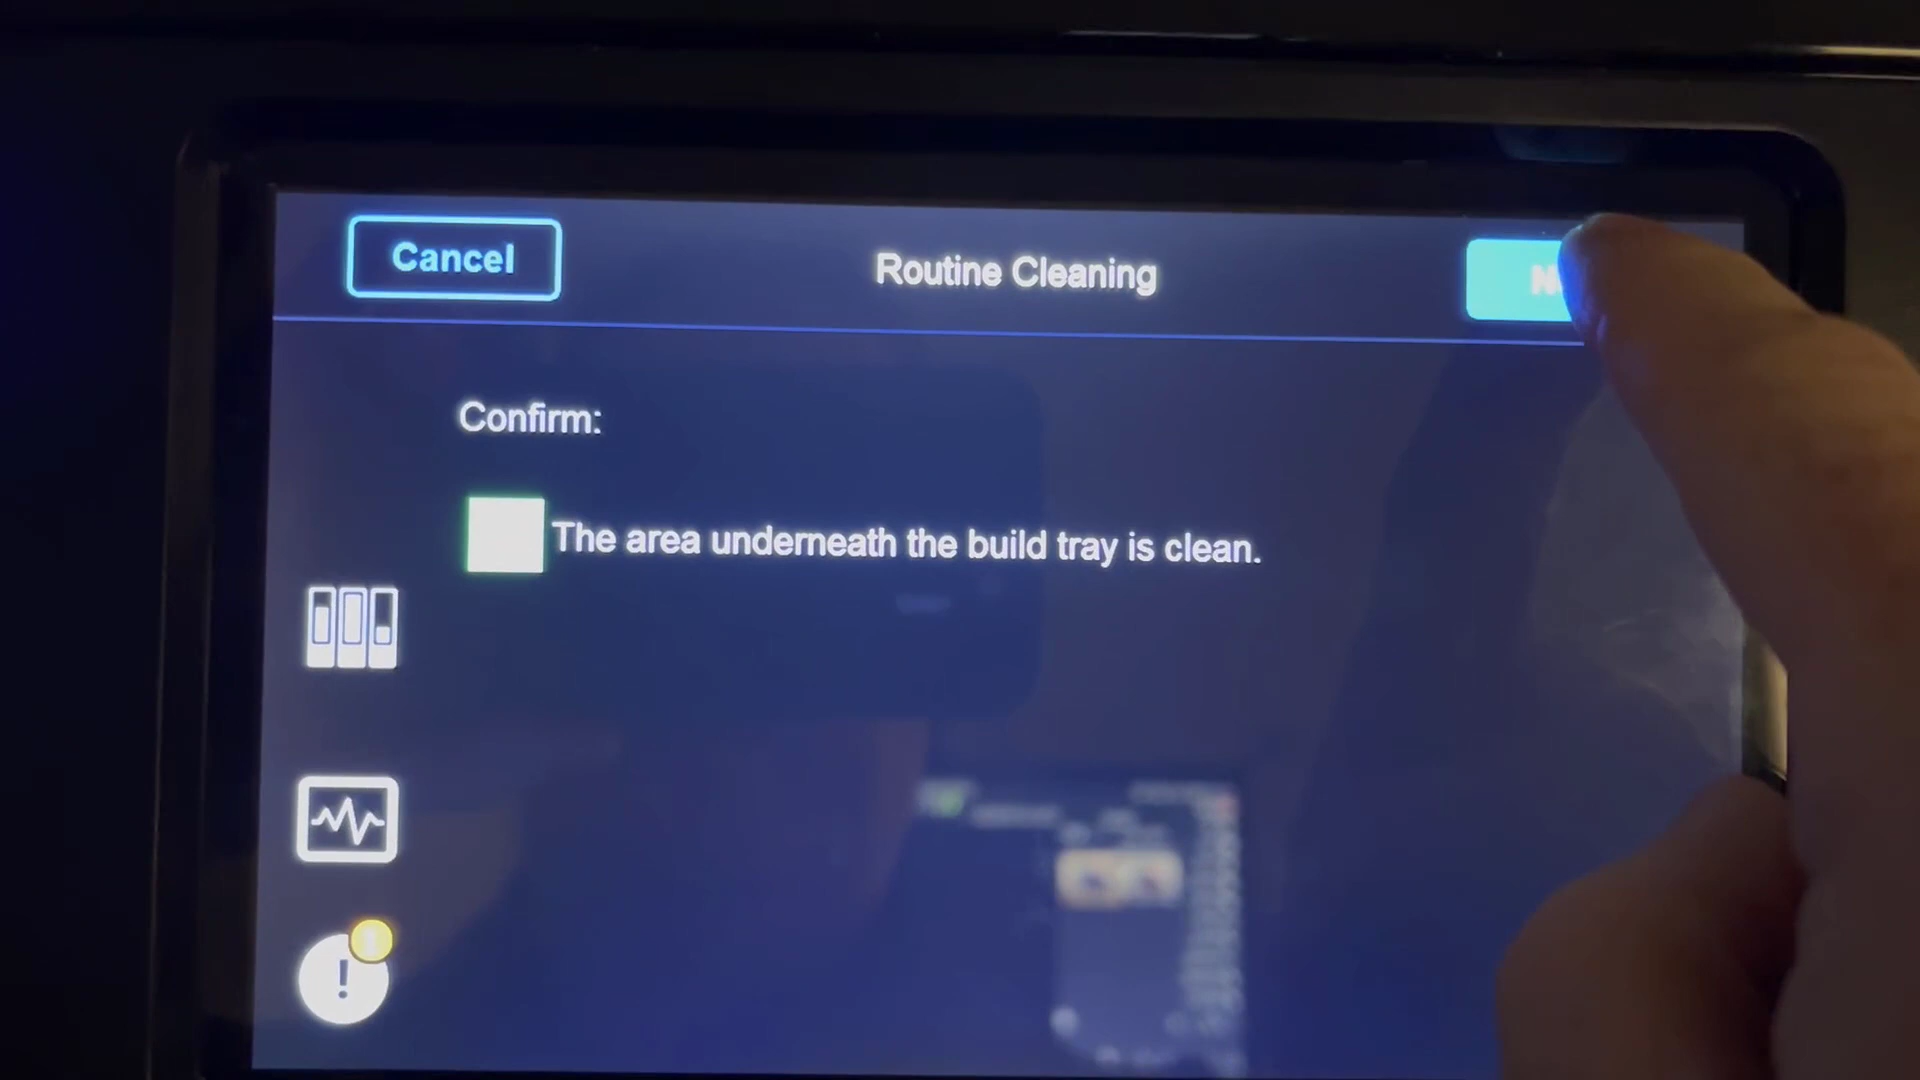 Cancel
Routine Cleaning
Confirm:
The area underneath the build tray is clean.
!